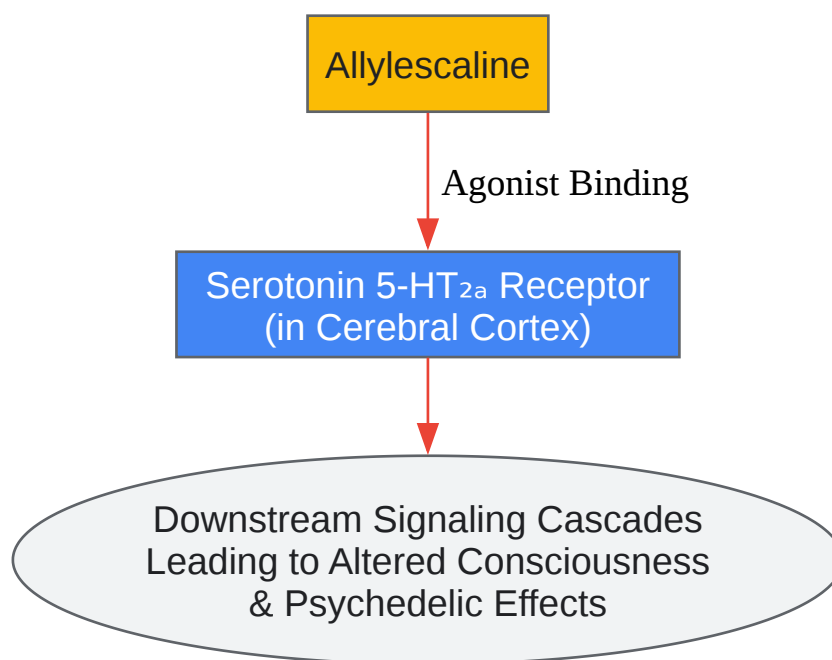 Allylescaline
Agonist Binding
Serotonin 5-HT₂ₐ Receptor
(in Cerebral Cortex)
Downstream Signaling Cascades
Leading to Altered Consciousness
& Psychedelic Effects